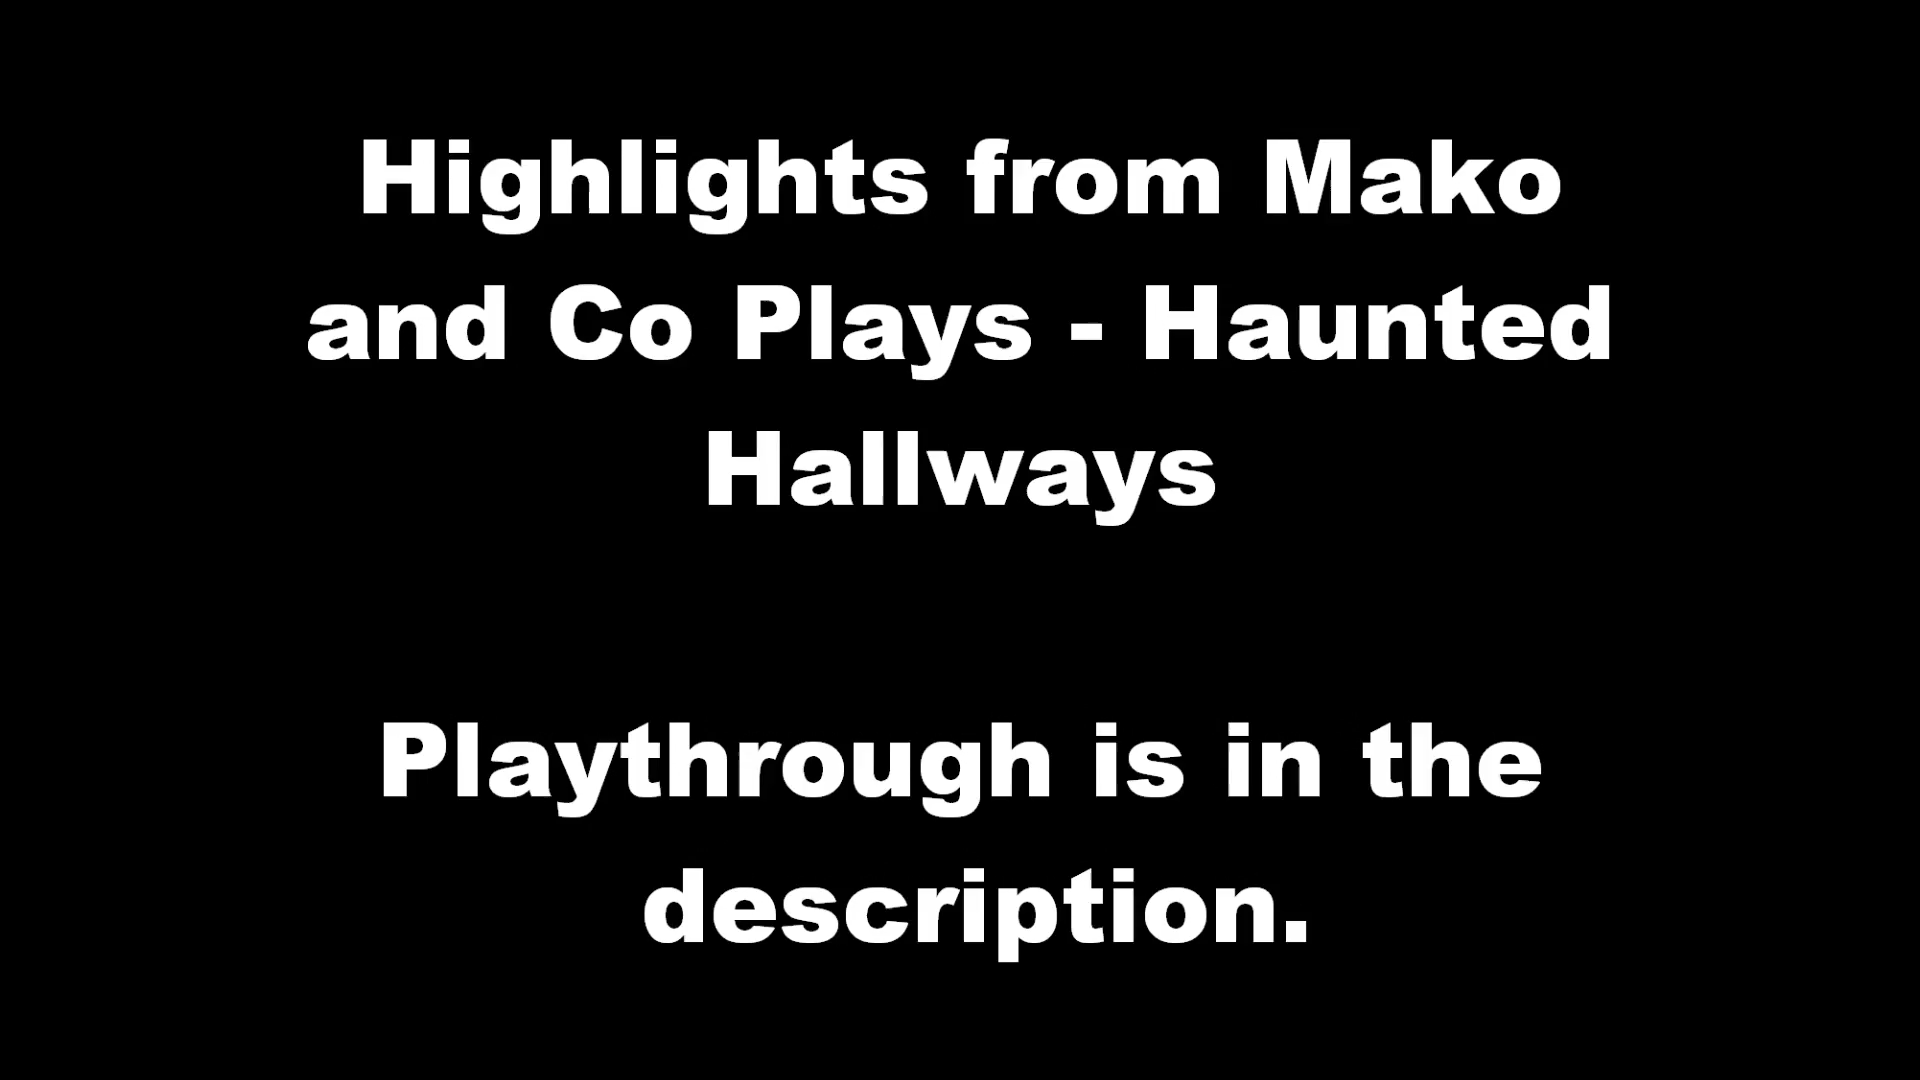 Highlights from Mako
and Co Plays - Haunted
Hallways
Playthrough is in the
description.